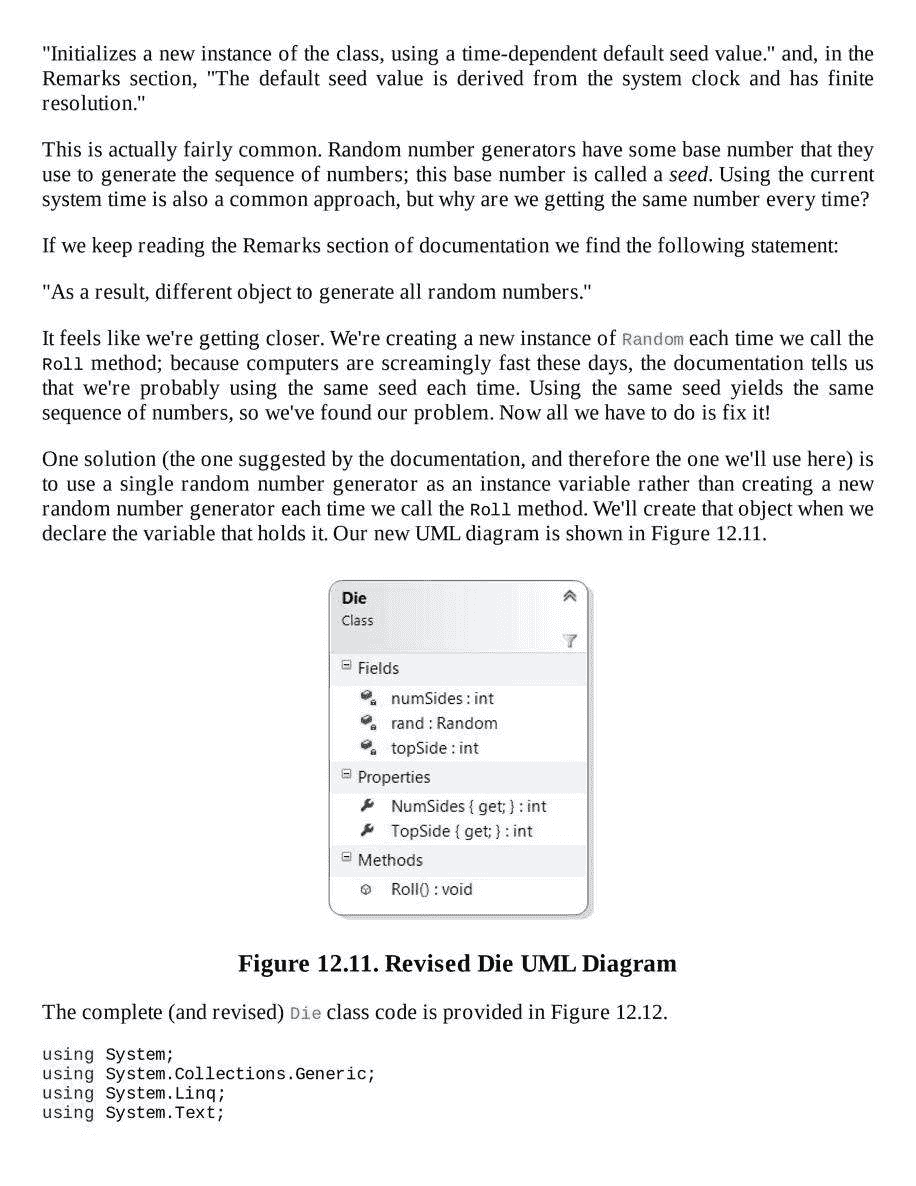 "Initializes a new instance of the class, using a time-dependent default seed value." and, in the
Remarks section, "The default seed value is derived from the system clock and has finite
resolution."
This is actually fairly common. Random number generators have some base number that they
use to generate the sequence of numbers; this base number is called a seed. Using the current
system time is also a common approach, but why are we getting the same number every time?
If we keep reading the Remarks section of documentation we find the following statement:
"As a result, different object to generate all random numbers."
It feels like we're getting closer. We're creating a new instance of Random each time we call the
Roll method; because computers are screamingly fast these days, the documentation tells us
that we're probably using the same seed each time. Using the same seed yields the same
sequence of numbers, so we've found our problem. Now all we have to do is fix it!
One solution (the one suggested by the documentation, and therefore the one we'll use here) is
to use a single random number generator as an instance variable rather than creating a new
random number generator each time we call the Roll method. We'll create that object when we
declare the variable that holds it. Our new UML diagram is shown in Figure 12.11.
Die
Class
Fields
numSides : int
rand : Random
topSide : int
Properties
NumSides { get; } : int
TopSide { get; } : int
Methods
Roll() : void
Figure 12.11. Revised Die UML Diagram
The complete (and revised) Die class code is provided in Figure 12.12.
using System;
using System.Collections.Generic;
using System.Linq;
using System.Text;